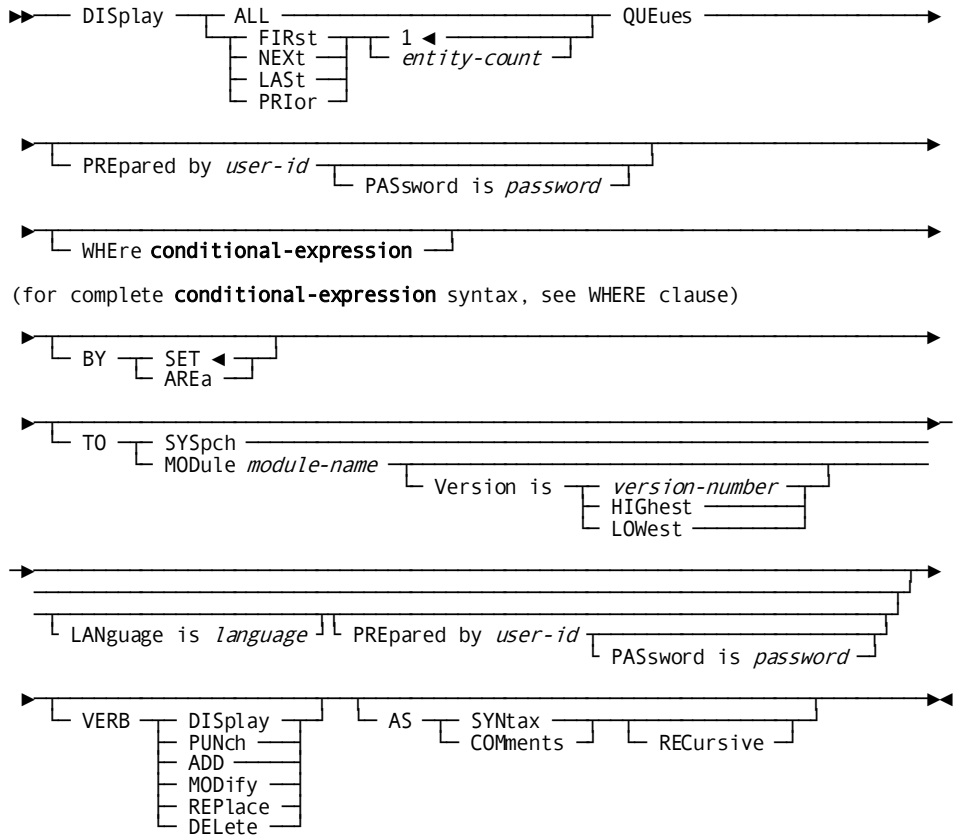 DISplay ALL QUEues
FIRst 1
NEXt entity-count
LASt
PRIor
PREpared by user-id
PASsword is password
WHEre conditional-expression
(for complete conditional-expression syntax, see WHERE clause)
BY SET
AREa
TO SYSpch
MODule module-name
Version is version-number
HIGhest
LOWest
LANguage is language PREpared by user-id
PASsword is password
VERB DISplay AS SYNtax
PUNch COMments RECursive
ADD
MODify
REPlace
DELete